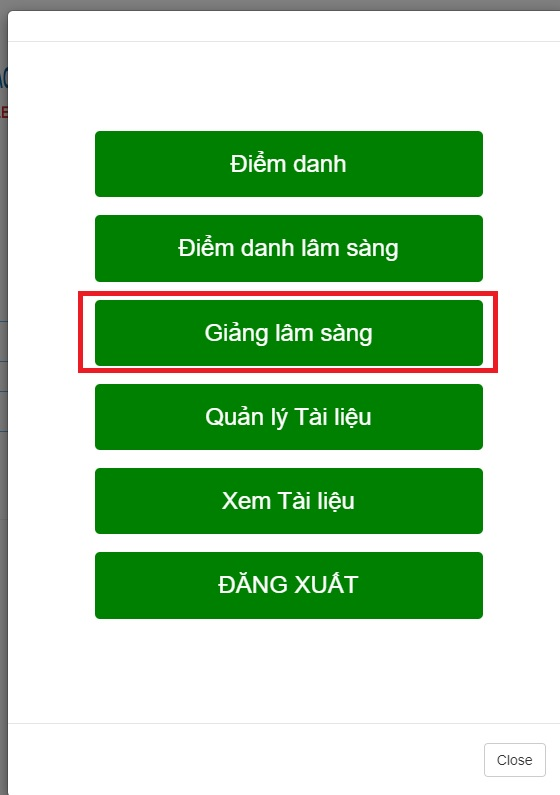 Điểm danh
Điểm danh lâm sàng
Giảng lâm sàng
Quản lý Tài liệu
Xem Tài liệu
ĐĂNG XUẤT
Close